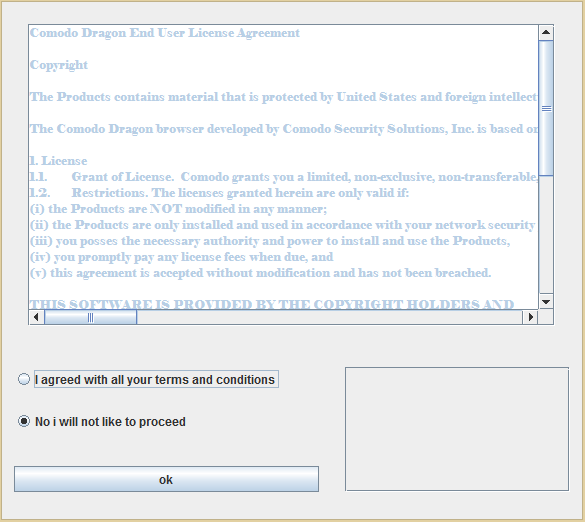 Comodo Dragon End User License Agreement
Copyright
The Products contains material that is protected by United States and foreign intellect
The Comodo Dragon browser developed by Comodo Security Solutions, Inc. is based on
1. License
1.1. Grant of License. Comodo grants you a limited, non-exclusive, non-transferable,
1.2. Restrictions. The licenses granted herein are only valid if:
(i) the Products are NOT modified in any manner;
(ii) the Products are only installed and used in accordance with your network security
(iii) you posses the necessary authority and power to install and use the Products,
(iv) you promptly pay any license fees when due, and
(v) this agreement is accepted without modification and has not been breached.
THIS SOFTWARE IS PROVIDED BY THE COPYRIGHT HOLDERS AND
I agreed with all your terms and conditions
No i will not like to proceed
ok